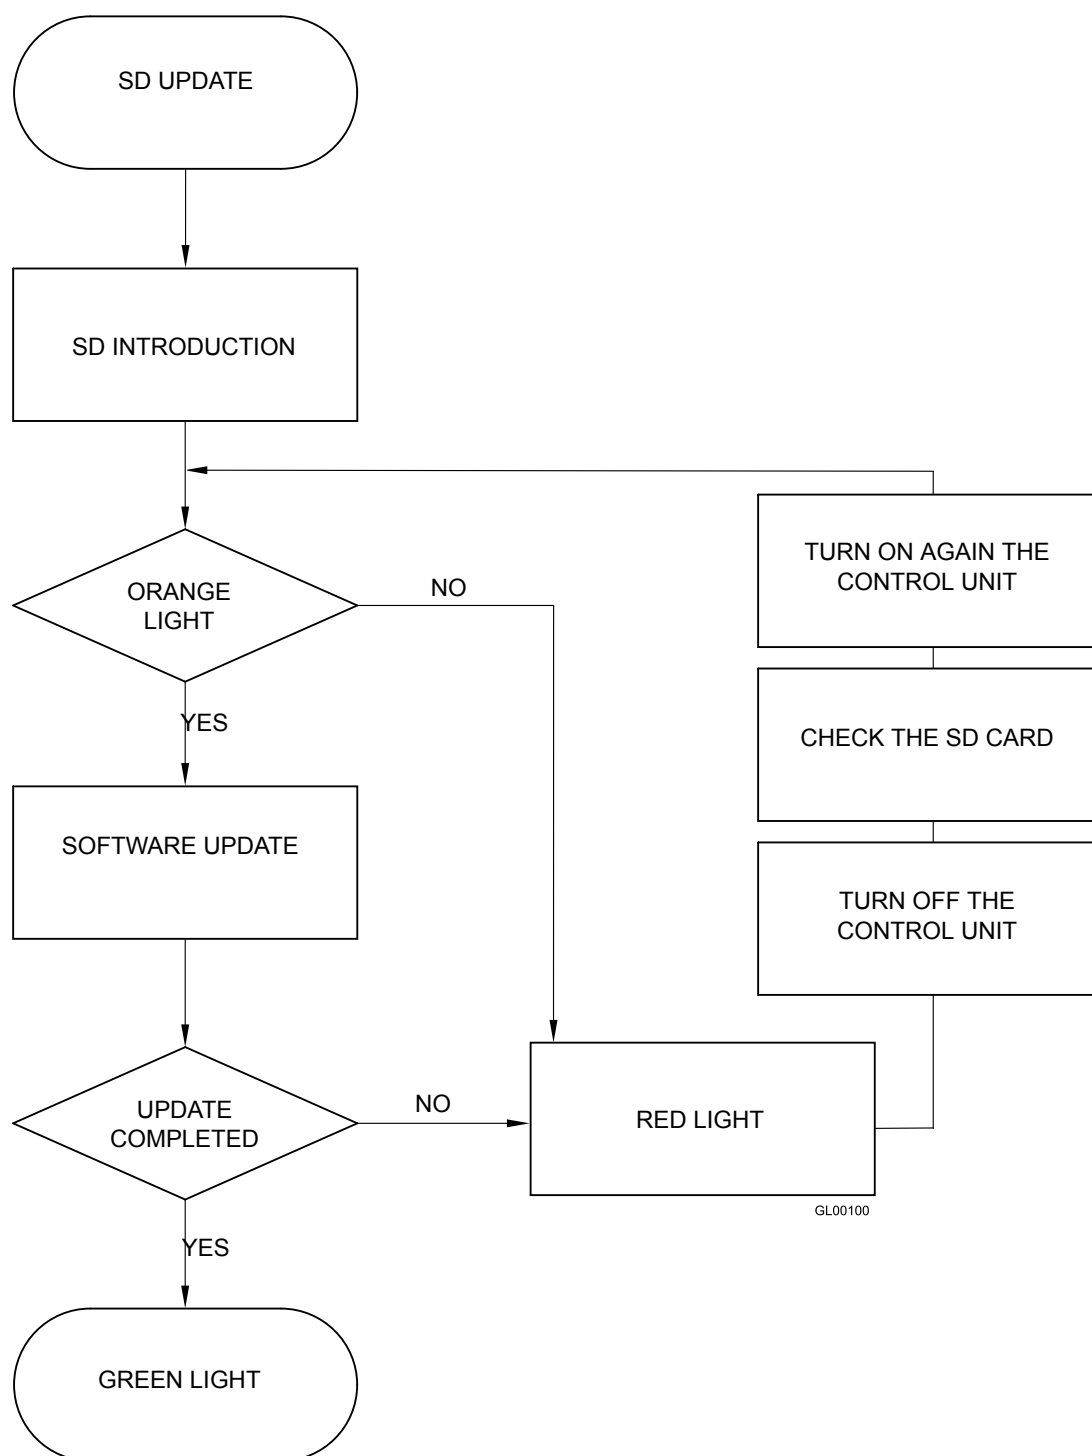 SD UPDATE
SD INTRODUCTION
ORANGE
LIGHT
NO
YES
SOFTWARE UPDATE
UPDATE
COMPLETED
NO
YES
GREEN LIGHT
RED LIGHT
GL00100
TURN ON AGAIN THE
CONTROL UNIT
CHECK THE SD CARD
TURN OFF THE
CONTROL UNIT